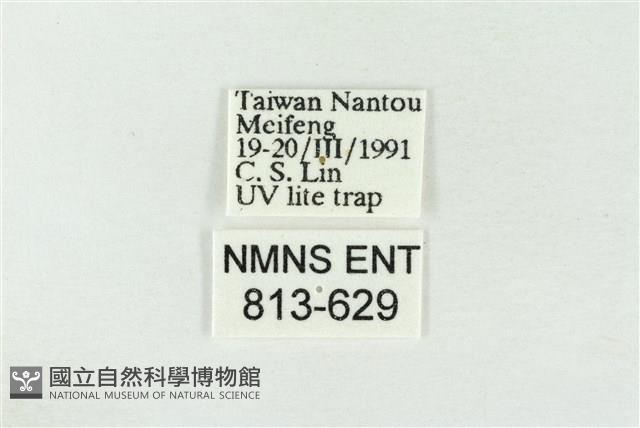 Taiwan Nantou
Meifeng
19-20/III/1991
C. S. Lin
UV lite trap
NMNS ENT
813-629
國立自然科學博物館
NATIONAL MUSEUM OF NATURAL SCIENCE